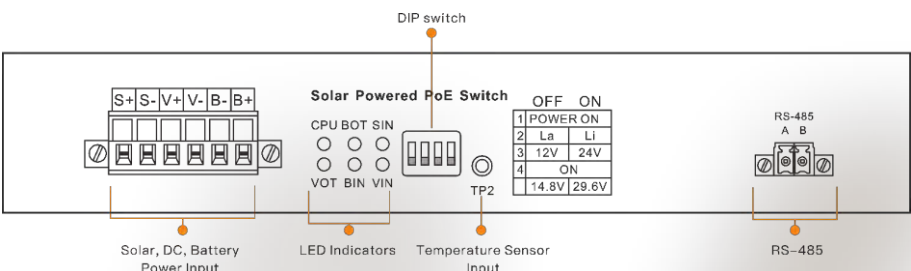 DIP switch
S+ S- V+ V- B- B+
Solar Powered PoE Switch
CPU BOT SIN
VOT BIN VIN
TP2
OFF ON
1 POWER ON
2 La Li
3 12V 24V
4 ON
14.8V 29.6V
RS-485
A B
Solar, DC, Battery
Power Input
LED Indicators
Temperature Sensor
Input
RS-485